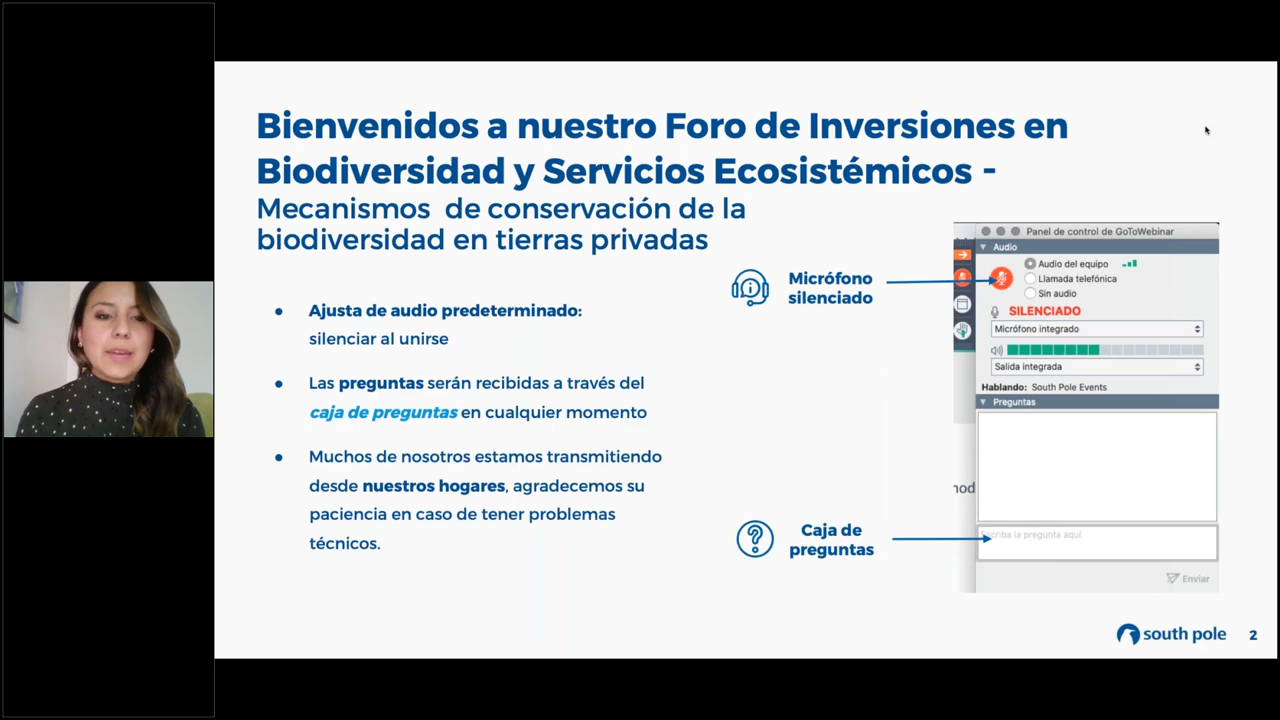 Bienvenidos a nuestro Foro de Inversiones en
Biodiversidad y Servicios Ecosistémicos -
Mecanismos de conservación de la
biodiversidad en tierras privadas
● Ajusta de audio predeterminado:
silenciar al unirse
● Las preguntas serán recibidas a través del
caja de preguntas en cualquier momento
● Muchos de nosotros estamos transmitiendo
desde nuestros hogares, agradecemos su
paciencia en caso de tener problemas
técnicos.
Micrófono
silenciado
Caja de
preguntas
Panel de control de GoToWebinar
Audio
Audio del equipo
Llamada telefónica
Sin audio
SILENCIADO
Micrófono integrado
Salida integrada
Hablando: South Pole Events
Preguntas
Escriba la pregunta aquí.
Enviar
south pole
2